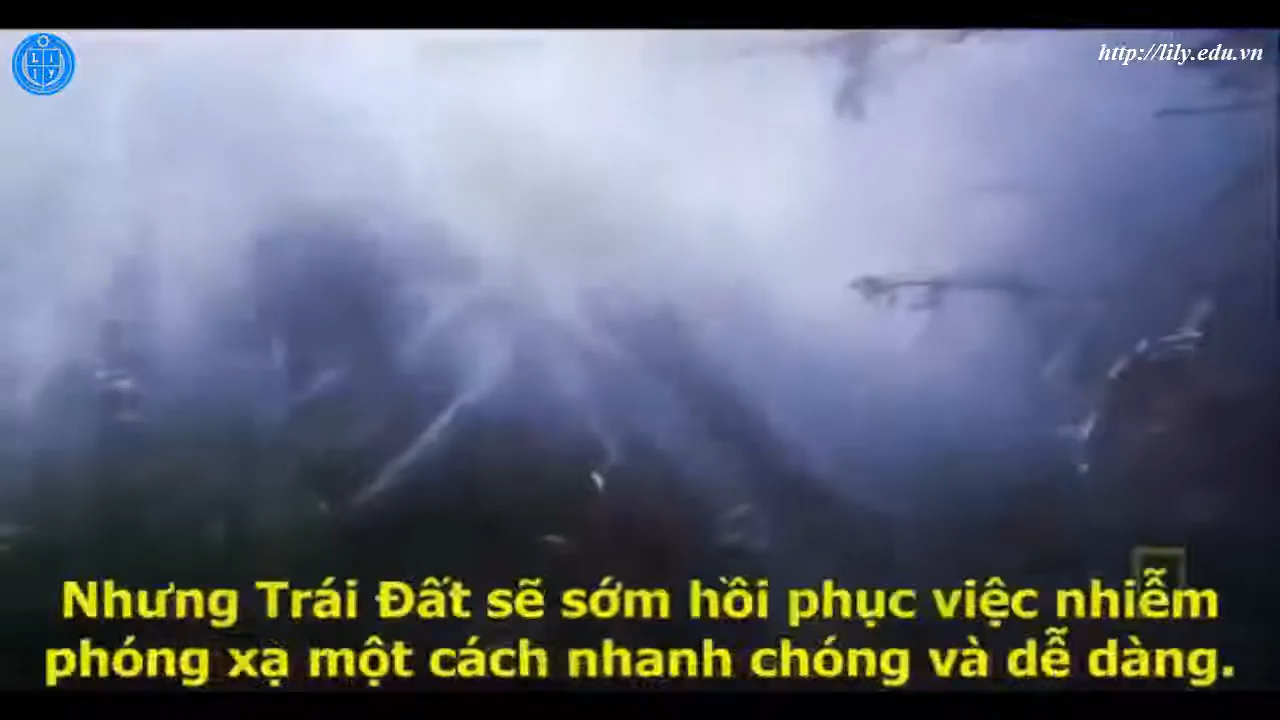 L I
L Y
http://lily.edu.vn
Nhưng Trái Đất sẽ sớm hồi phục việc nhiễm
phóng xạ một cách nhanh chóng và dễ dàng.